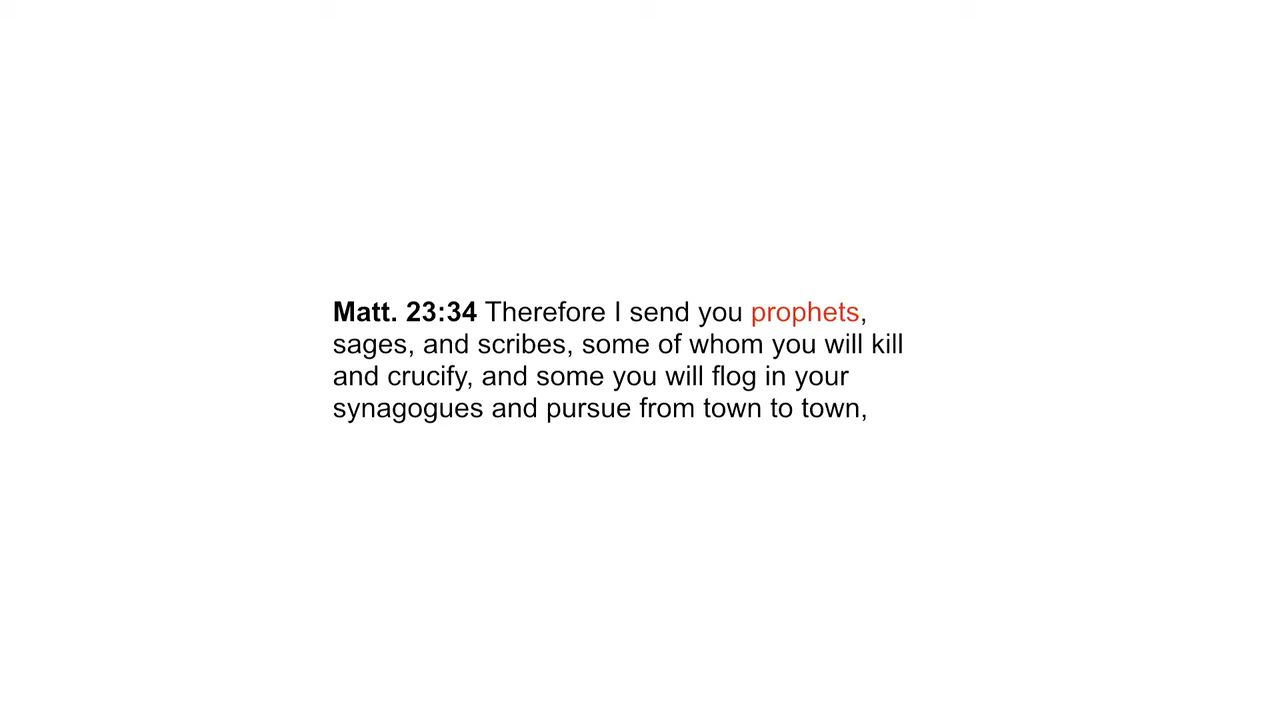 Matt. 23:34 Therefore I send you prophets,
sages, and scribes, some of whom you will kill
and crucify, and some you will flog in your
synagogues and pursue from town to town,